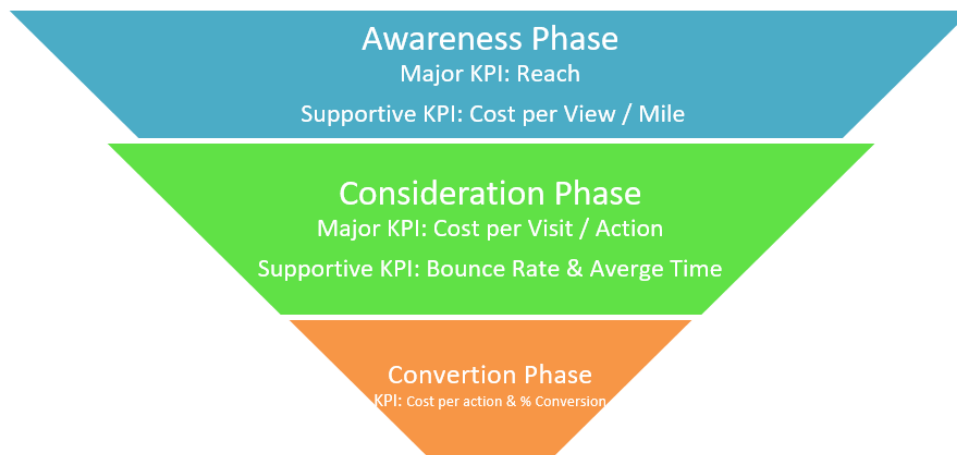 Awareness Phase
Major KPI: Reach
Supportive KPI: Cost per View / Mile
Consideration Phase
Major KPI: Cost per Visit / Action
Supportive KPI: Bounce Rate & Averge Time
Convertion Phase
KPI: Cost per action & % Conversion